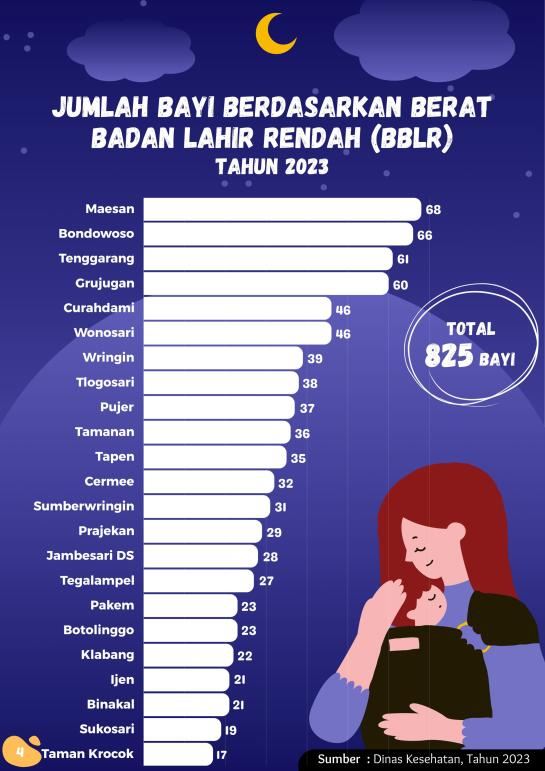 JUMLAH BAYI BERDASARKAN BERAT
BADAN LAHIR RENDAH (BBLR)
TAHUN 2023
Maesan 68
Bondowoso 66
Tenggarang 61
Grujugan 60
Curahdami 46
Wonosari 46
Wringin 39
Tlogosari 38
Pujer 37
Tamanan 36
Tapen 35
Cermee 32
Sumberwringin 31
Prajekan 29
Jambesari DS 28
Tegalampel 27
Pakem 23
Botolinggo 23
Klabang 22
Ijen 21
Binakal 21
Sukosari 19
Taman Krocok 17
TOTAL
825 BAYI
4
Sumber : Dinas Kesehatan, Tahun 2023